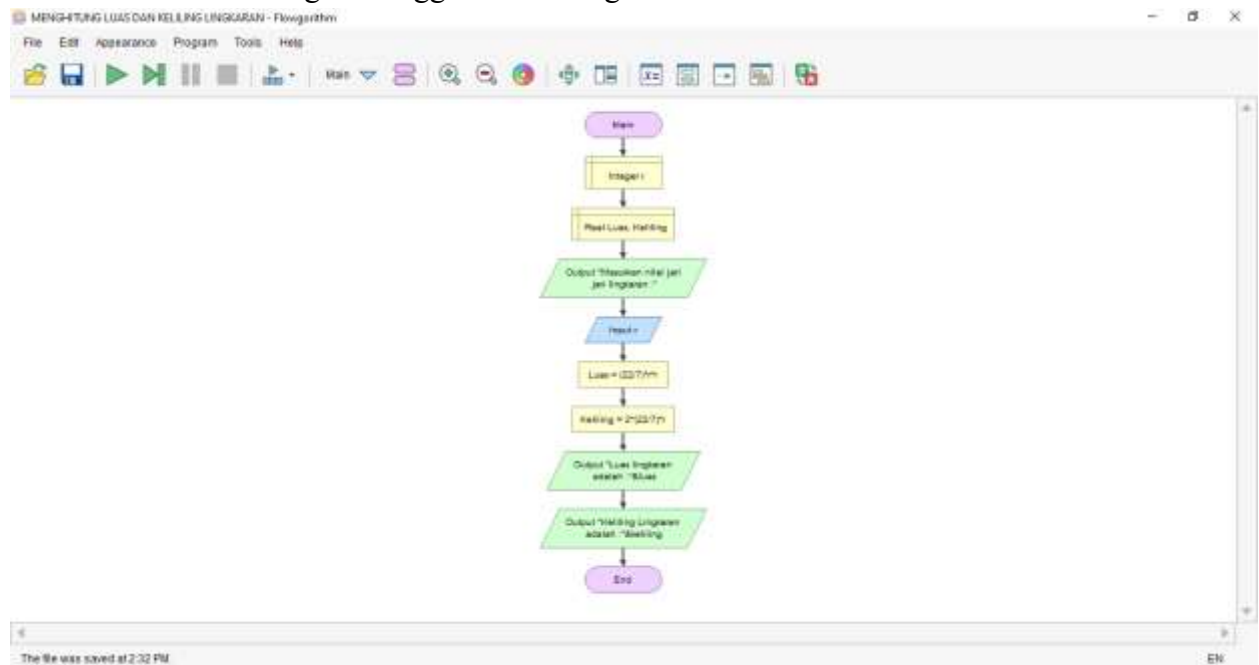 MENGHITUNG LUAS DAN KELILING LINGKARAN - Flowgorithm
File Edit Appearance Program Tools Help
Main
Main
Integer r
Real Luas, Keliling
Output "Masukan nilai jari
jari lingkaran :"
Input r
Luas = (22/7)*r*r
Keliling = 2*(22/7)*r
Output "Luas lingkaran
adalah :"&luas
Output "Keliling Lingkaran
adalah :"&keliling
End
The file was saved at 2:32 PM
EN